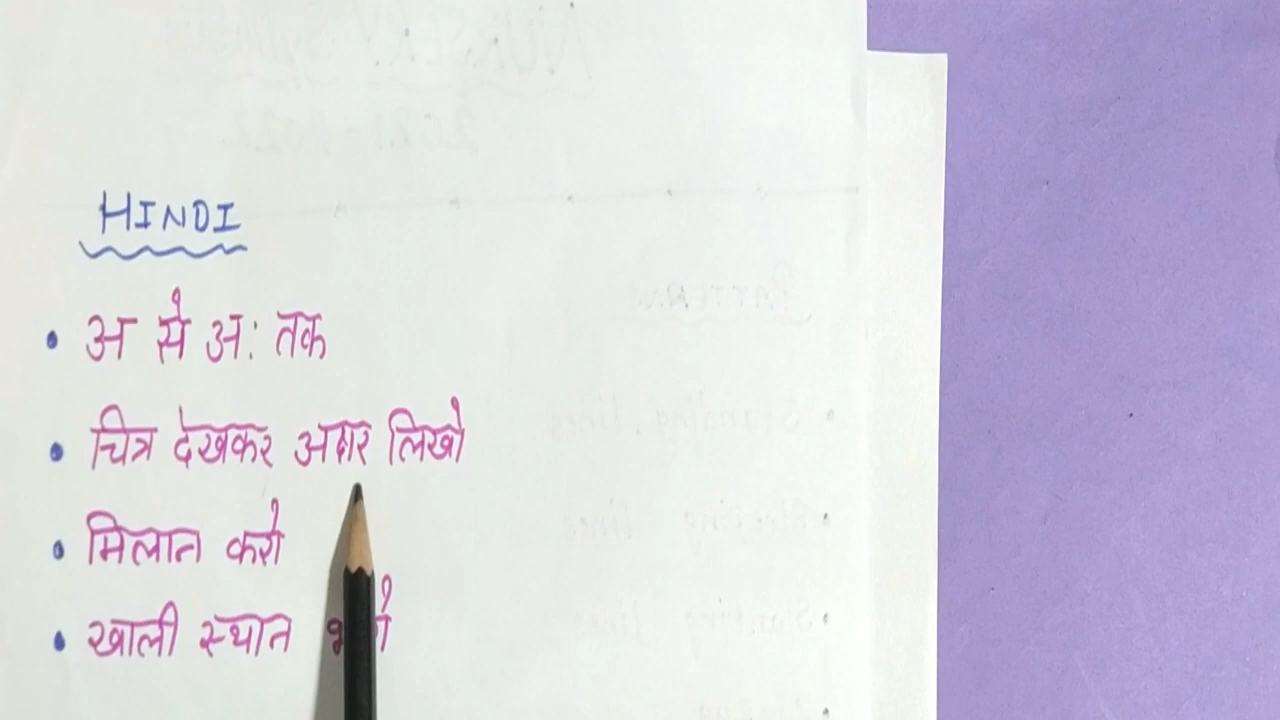 HINDI
• अ से अ: तक
• चित्र देखकर अक्षर लिखो
• मिलान करो
• खाली स्थान